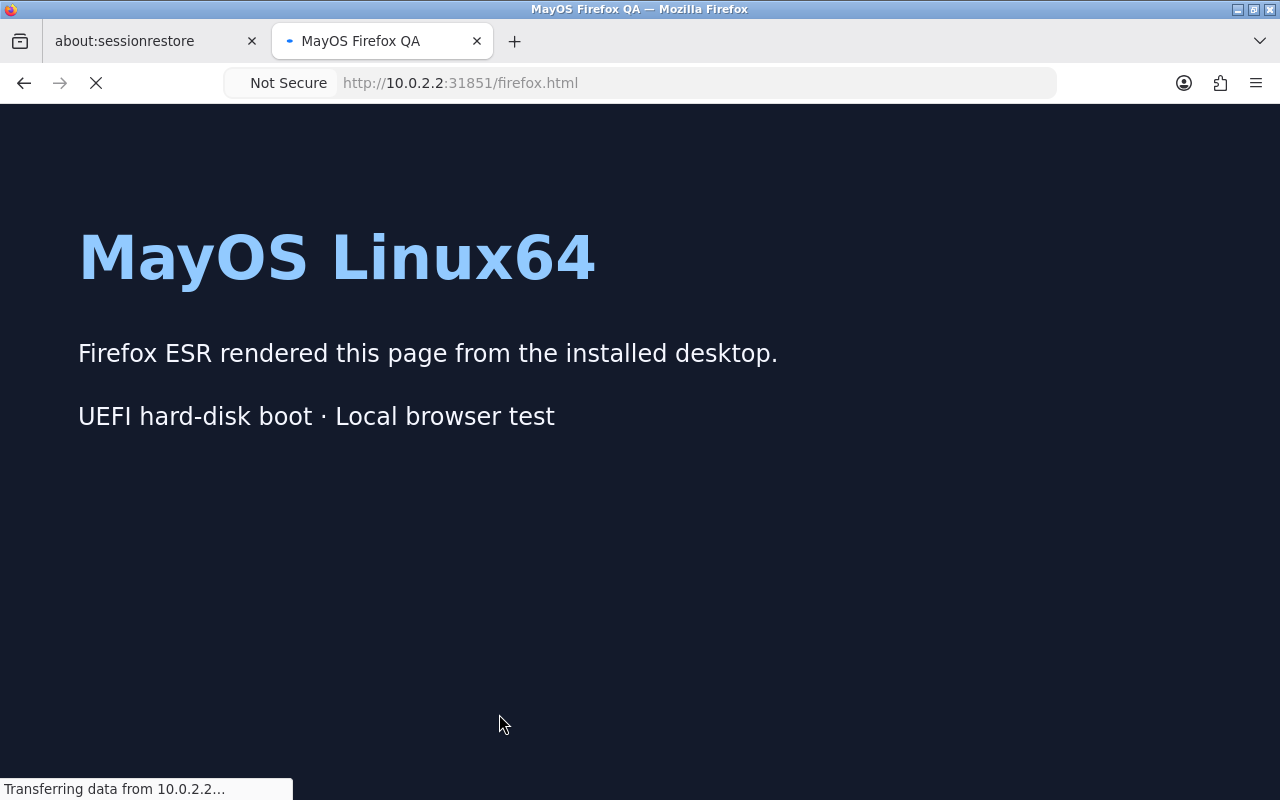 MayOS Firefox QA — Mozilla Firefox
about:sessionrestore
MayOS Firefox QA
Not Secure http://10.0.2.2:31851/firefox.html
MayOS Linux64
Firefox ESR rendered this page from the installed desktop.
UEFI hard-disk boot · Local browser test
Transferring data from 10.0.2.2…